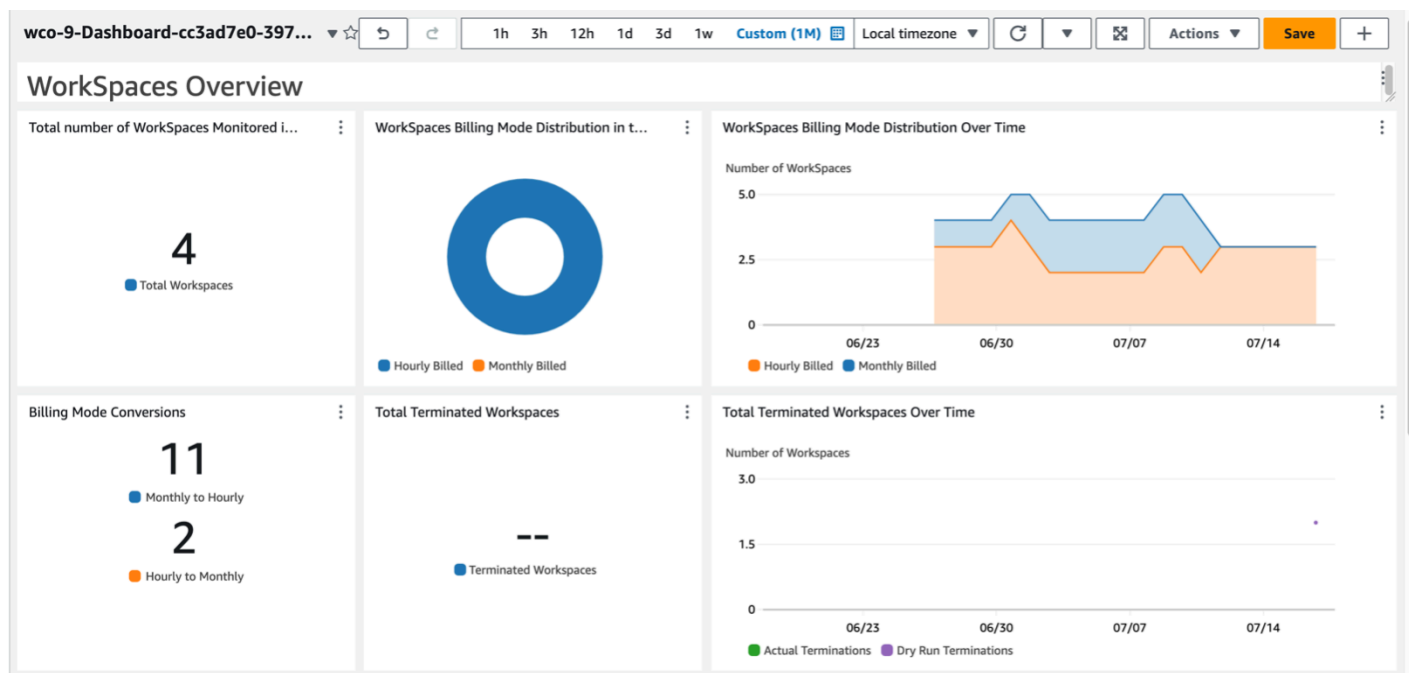 wco-9-Dashboard-cc3ad7e0-397...
1h 3h 12h 1d 3d 1w Custom (1M) Local timezone Actions Save
WorkSpaces Overview
Total number of WorkSpaces Monitored i...
4
Total Workspaces
WorkSpaces Billing Mode Distribution in t...
Hourly Billed Monthly Billed
WorkSpaces Billing Mode Distribution Over Time
Number of WorkSpaces
5.0
2.5
0
06/23 06/30 07/07 07/14
Hourly Billed Monthly Billed
Billing Mode Conversions
11
Monthly to Hourly
2
Hourly to Monthly
Total Terminated Workspaces
--
Terminated Workspaces
Total Terminated Workspaces Over Time
Number of Workspaces
3.0
1.5
0
06/23 06/30 07/07 07/14
Actual Terminations Dry Run Terminations